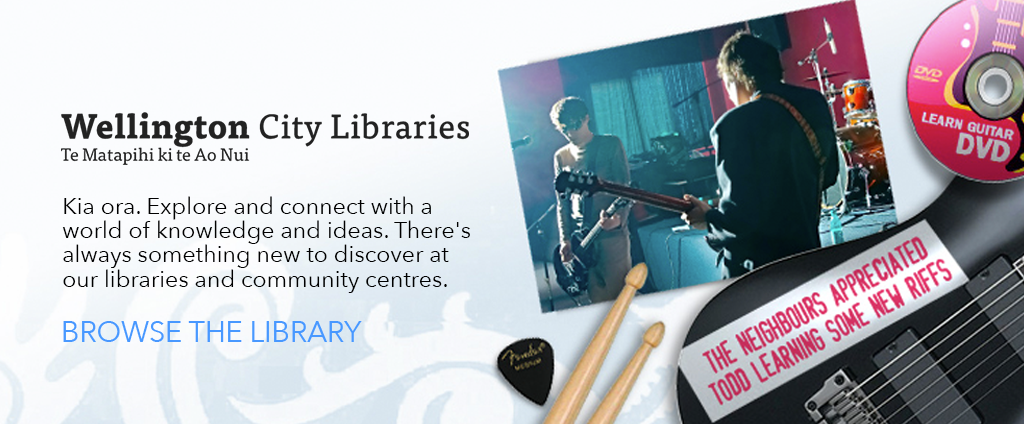 Wellington City Libraries
Te Matapihi ki te Ao Nui
Kia ora. Explore and connect with a
world of knowledge and ideas. There's
always something new to discover at
our libraries and community centres.
BROWSE THE LIBRARY
DVD
LEARN GUITAR
DVD
THE NEIGHBOURS APPRECIATED
TODD LEARNING SOME NEW RIFFS
Fender
MEDIUM